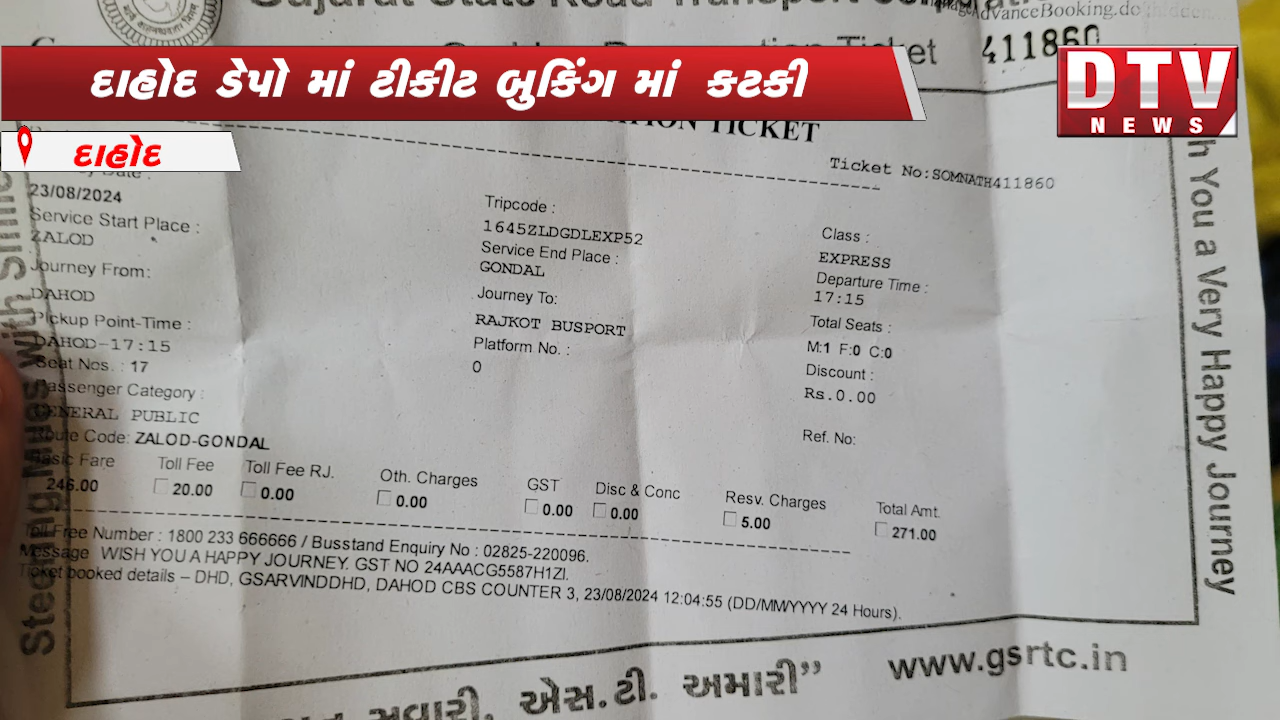 Gujarat State Road Transport Corporation
AdvanceBooking.do
Ticket 411860
દાહોદ ડેપો માં ટીકીટ બુકિંગ માં કટકી
DTV
NEWS
TICKET
દાહોદ
Ticket No:SOMNATH411860
23/08/2024
Tripcode :
Service Start Place :
1645ZLDGDLEXP52
Class :
ZALOD
Service End Place :
EXPRESS
GONDAL
Departure Time :
Journey From:
Journey To:
17:15
DAHOD
RAJKOT BUSPORT
Total Seats :
Pickup Point-Time :
Platform No. :
M:1 F:0 C:0
DAHOD-17:15
0
Discount :
Seat Nos. : 17
Rs.0.00
Passenger Category :
GENERAL PUBLIC
Ref. No:
Route Code: ZALOD-GONDAL
Basic Fare Toll Fee Toll Fee RJ. Oth. Charges GST Disc & Conc Resv. Charges Total Amt.
246.00 20.00 0.00 0.00 0.00 0.00 5.00 271.00
Toll Free Number : 1800 233 666666 / Busstand Enquiry No : 02825-220096.
Message WISH YOU A HAPPY JOURNEY. GST NO 24AAACG5587H1ZI.
Ticket booked details – DHD, GSARVINDDHD, DAHOD CBS COUNTER 3, 23/08/2024 12:04:55 (DD/MM/YYYY 24 Hours).
સવારી, એસ.ટી. અમારી”
www.gsrtc.in
You a Very Happy Journey